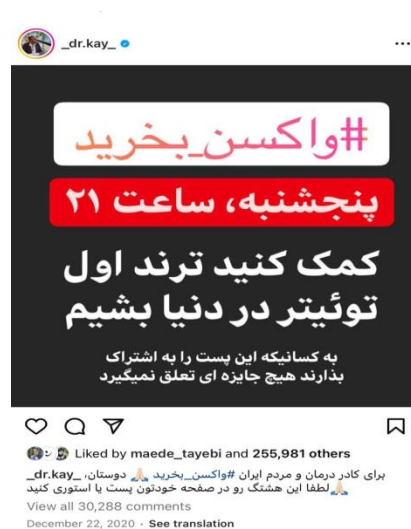 _dr.kay_
#واکسن_بخرید
پنجشنبه، ساعت ۲۱
کمک کنید ترند اول
توئیتر در دنیا بشیم
به کسانیکه این پست را به اشتراک
بذارند هیچ جایزه ای تعلق نمیگیرد
Liked by maede_tayebi and 255,981 others
_dr.kay_ برای کادر درمان و مردم ایران #واکسن_بخرید 🙏🏻 دوستان،
لطفا این هشتگ رو در صفحه خودتون پست یا استوری کنید🙏🏻
View all 30,288 comments
December 22, 2020 · See translation